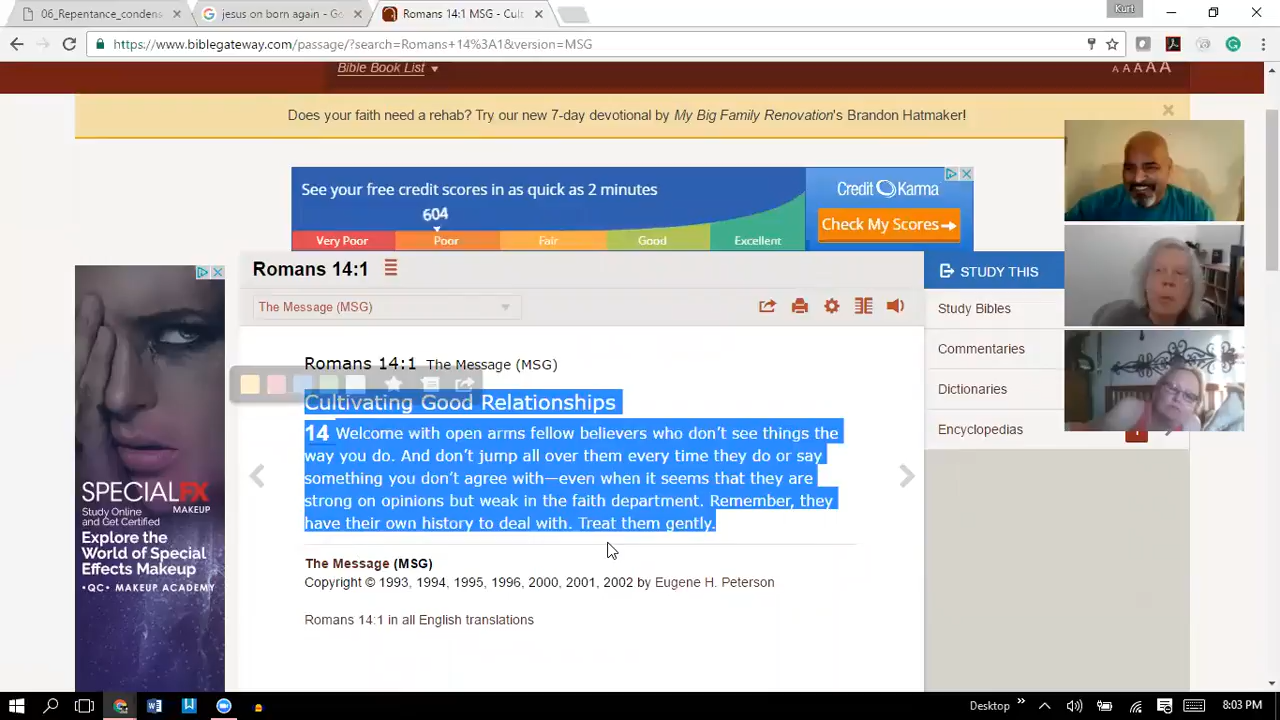 06_Repentance_condens
jesus on born again - Go
Romans 14:1 MSG - Cult
Kurt
https://www.biblegateway.com/passage/?search=Romans+14%3A1&version=MSG
Bible Book List
A A A A A
Does your faith need a rehab? Try our new 7-day devotional by My Big Family Renovation's Brandon Hatmaker!
See your free credit scores in as quick as 2 minutes
604
Very Poor Poor Fair Good Excellent
Credit Karma
Check My Scores
Romans 14:1
The Message (MSG)
STUDY THIS
Study Bibles
Commentaries
Dictionaries
Encyclopedias
1
Romans 14:1 The Message (MSG)
Cultivating Good Relationships
14 Welcome with open arms fellow believers who don’t see things the
way you do. And don’t jump all over them every time they do or say
something you don’t agree with—even when it seems that they are
strong on opinions but weak in the faith department. Remember, they
have their own history to deal with. Treat them gently.
The Message (MSG)
Copyright © 1993, 1994, 1995, 1996, 2000, 2001, 2002 by Eugene H. Peterson
Romans 14:1 in all English translations
SPECIALFX
MAKEUP
Study Online
and Get Certified
Explore the
World of Special
Effects Makeup
•QC• MAKEUP ACADEMY
Desktop
8:03 PM